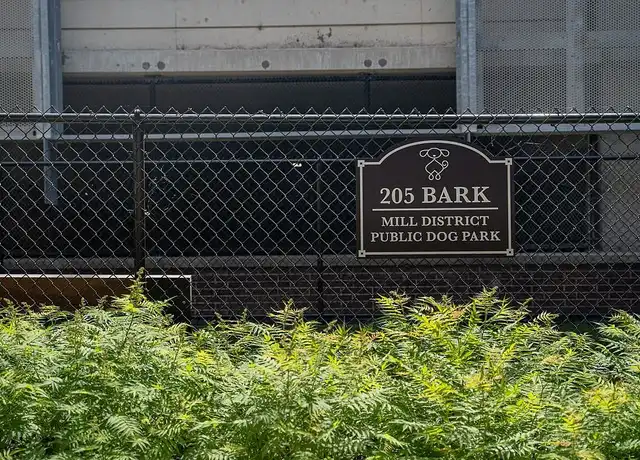 205 BARK
MILL DISTRICT
PUBLIC DOG PARK